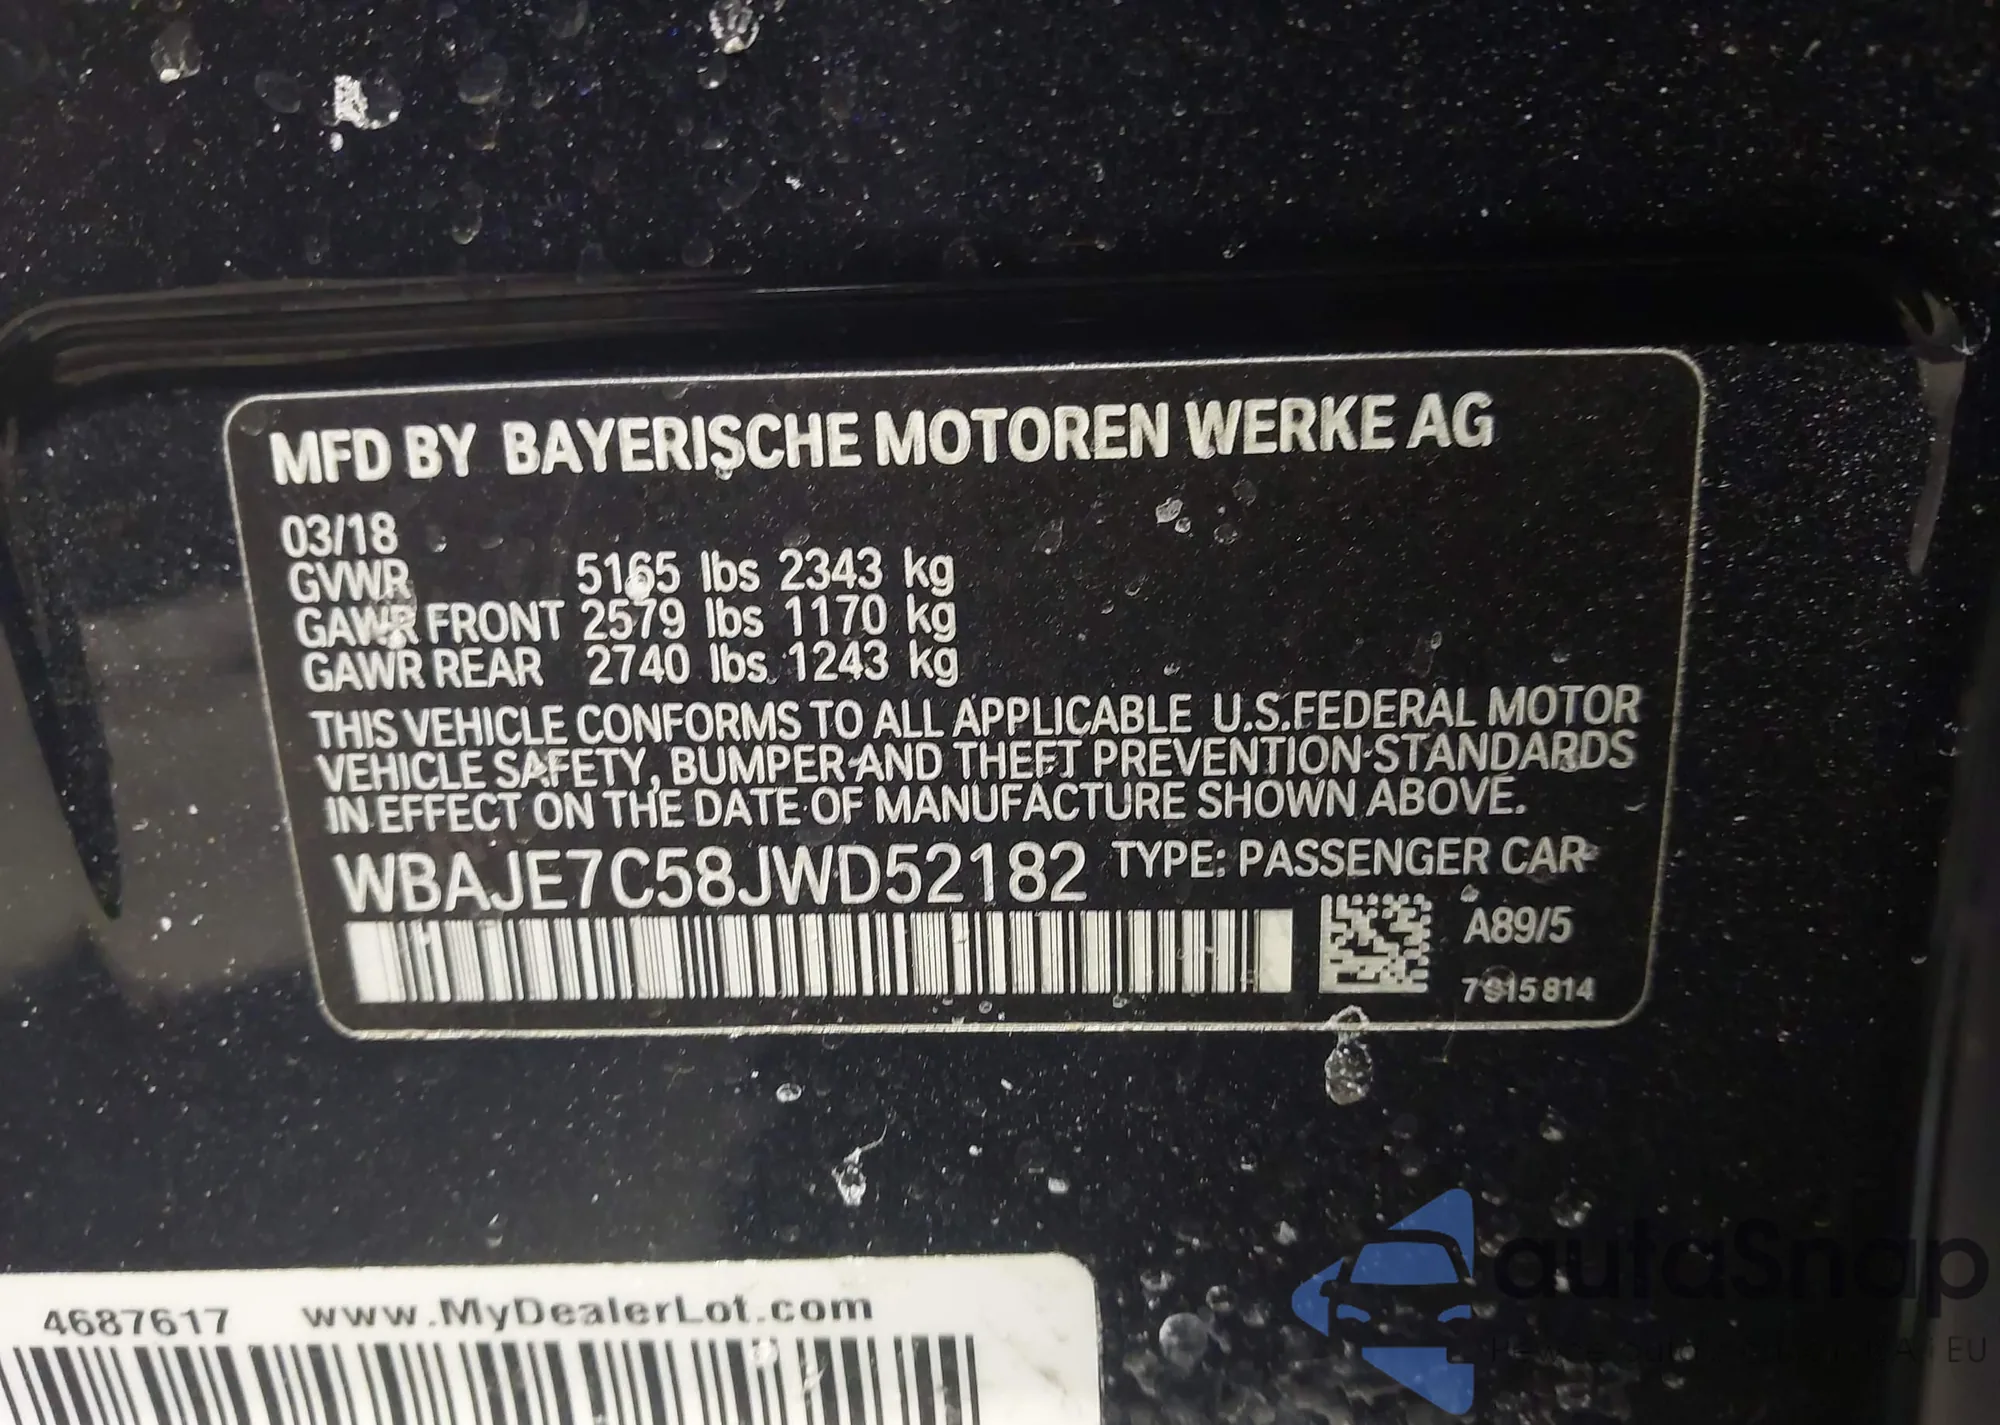 MFD BY BAYERISCHE MOTOREN WERKE AG
03/18
GVWR 5165 lbs 2343 kg
GAWR FRONT 2579 lbs 1170 kg
GAWR REAR 2740 lbs 1243 kg
THIS VEHICLE CONFORMS TO ALL APPLICABLE U.S.FEDERAL MOTOR
VEHICLE SAFETY, BUMPER AND THEFT PREVENTION STANDARDS
IN EFFECT ON THE DATE OF MANUFACTURE SHOWN ABOVE.
WBAJE7C58JWD52182 TYPE: PASSENGER CAR
A89/5
7915814
4687617 www.MyDealerLot.com
autaSnap
EU